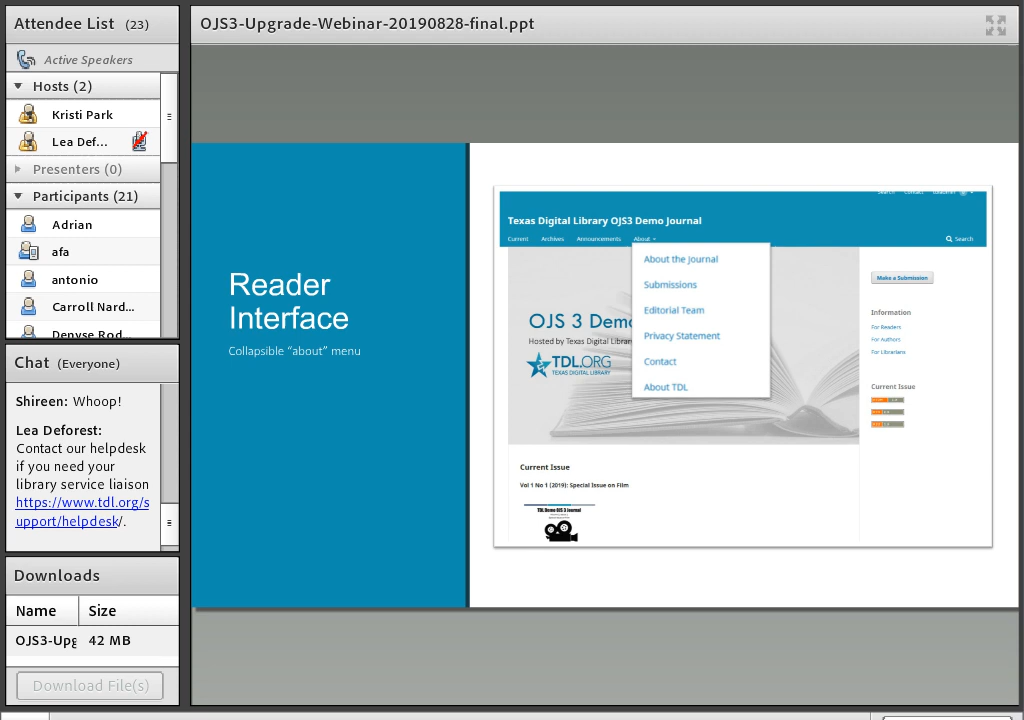 Attendee List (23)
Active Speakers
Hosts (2)
Kristi Park
Lea Def...
Presenters (0)
Participants (21)
Adrian
afa
antonio
Carroll Nard...
Denyse Rod...
Chat (Everyone)
Shireen: Whoop!
Lea Deforest:
Contact our helpdesk
if you need your
library service liaison
https://www.tdl.org/s
upport/helpdesk/.
Downloads
Name Size
OJS3-Upg 42 MB
Download File(s)
OJS3-Upgrade-Webinar-20190828-final.ppt
Reader
Interface
Collapsible “about” menu
Search Contact
Texas Digital Library OJS3 Demo Journal
Current Archives Announcements About Search
About the Journal
Submissions
Editorial Team
Privacy Statement
Contact
About TDL
OJS 3 Demo
Hosted by Texas Digital Librar
TDL.ORG
TEXAS DIGITAL LIBRARY
Make a Submission
Information
For Readers
For Authors
For Librarians
Current Issue
Current Issue
Vol 1 No 1 (2019): Special Issue on Film
TDL Demo OJS 3 Journal